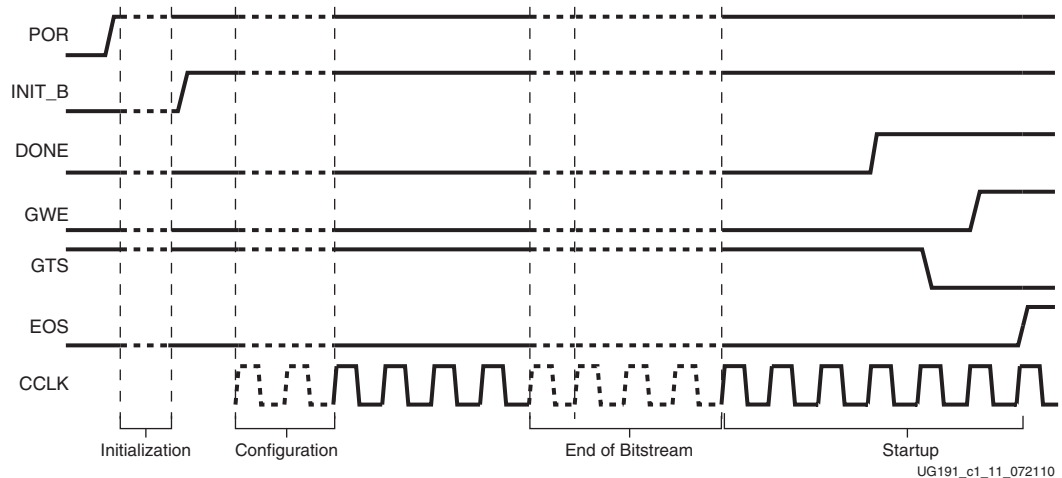 POR
INIT_B
DONE
GWE
GTS
EOS
CCLK
Initialization
Configuration
End of Bitstream
Startup
UG191_c1_11_072110